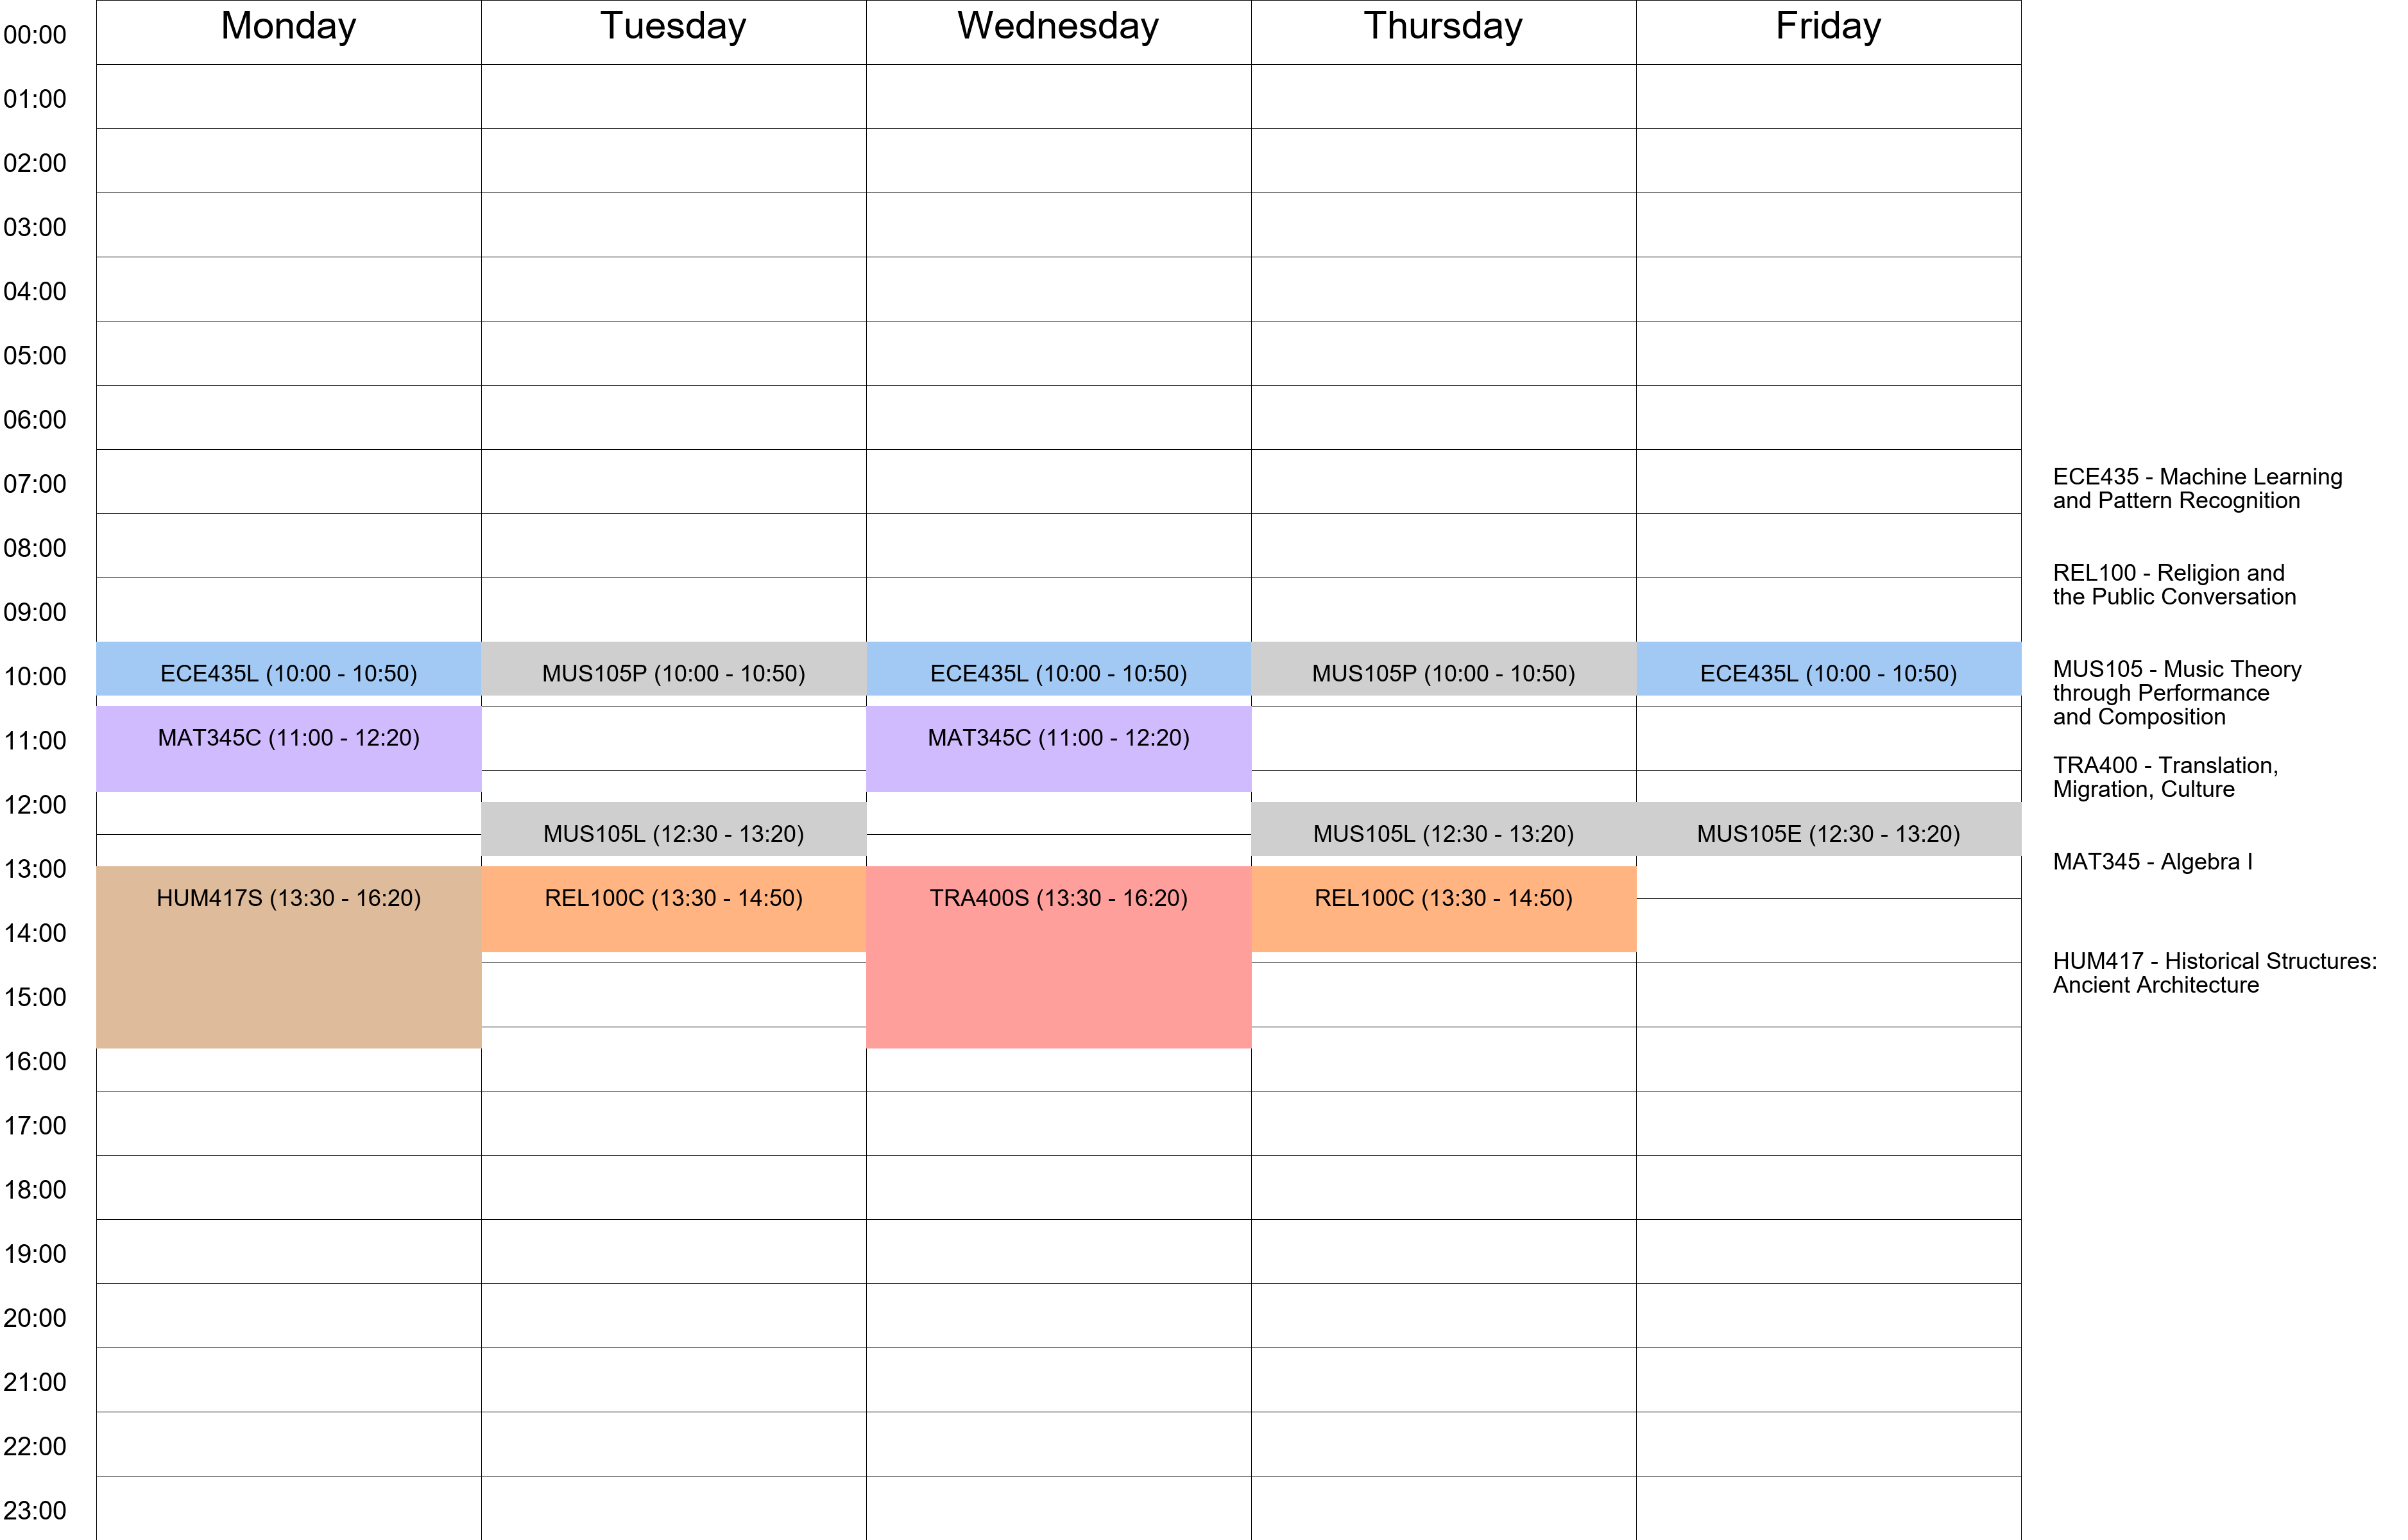 Monday Tuesday Wednesday Thursday Friday
00:00
01:00
02:00
03:00
04:00
05:00
06:00
07:00
08:00
09:00
10:00 ECE435L (10:00 - 10:50) MUS105P (10:00 - 10:50) ECE435L (10:00 - 10:50) MUS105P (10:00 - 10:50) ECE435L (10:00 - 10:50)
11:00 MAT345C (11:00 - 12:20) MAT345C (11:00 - 12:20)
12:00
MUS105L (12:30 - 13:20) MUS105L (12:30 - 13:20) MUS105E (12:30 - 13:20)
13:00
HUM417S (13:30 - 16:20) REL100C (13:30 - 14:50) TRA400S (13:30 - 16:20) REL100C (13:30 - 14:50)
14:00
15:00
16:00
17:00
18:00
19:00
20:00
21:00
22:00
23:00
ECE435 - Machine Learning
and Pattern Recognition
REL100 - Religion and
the Public Conversation
MUS105 - Music Theory
through Performance
and Composition
TRA400 - Translation,
Migration, Culture
MAT345 - Algebra I
HUM417 - Historical Structures:
Ancient Architecture